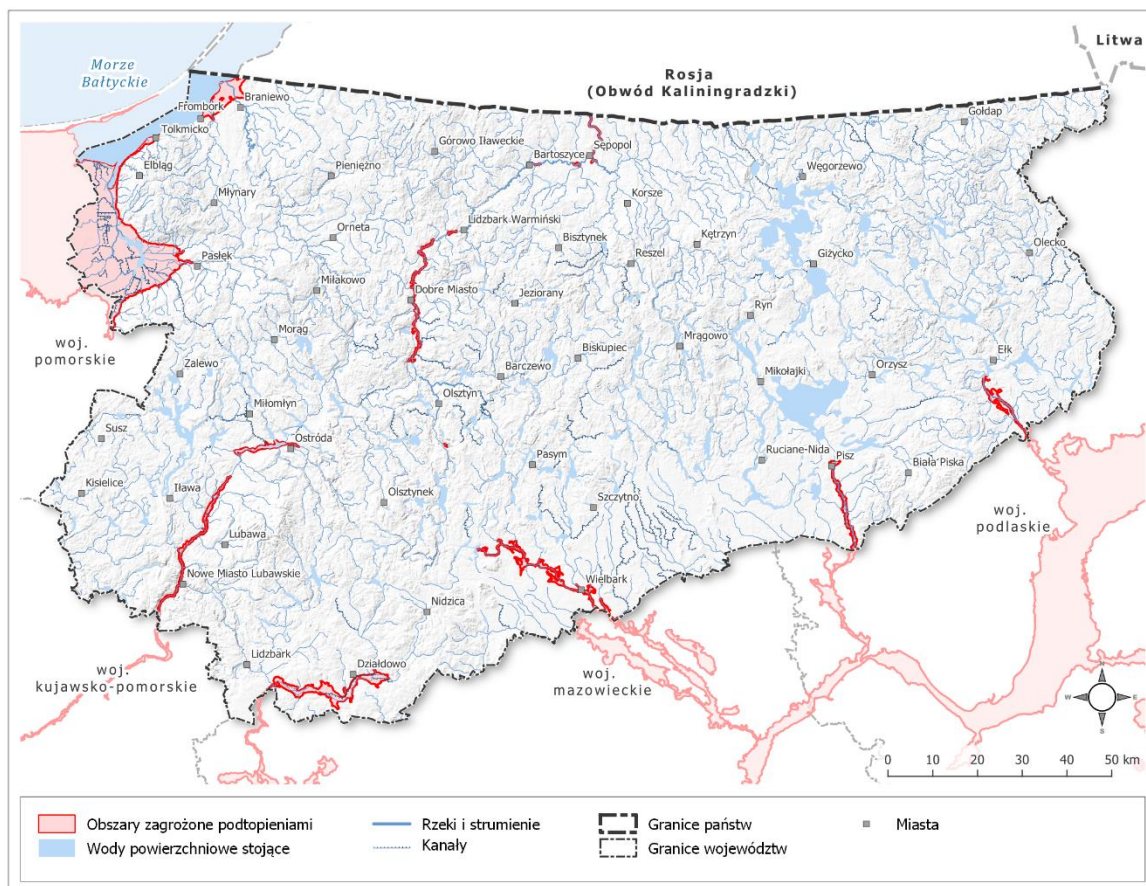 Morze
Bałtyckie
Litwa
Rosja
(Obwód Kaliningradzki)
Gołdap
Frombork
Braniewo
Tolkmicko
Górowo Iławeckie
Sępopol
Bartoszyce
Elbląg
Pieniężno
Węgorzewo
Młynary
Korsze
Lidzbark Warmiński
Orneta
Bisztynek
Kętrzyn
Olecko
Pasłęk
Reszel
Giżycko
Miłakowo
Dobre Miasto
Jeziorany
Ryn
woj.
pomorskie
Morąg
Mrągowo
Biskupiec
Ełk
Zalewo
Barczewo
Mikołajki
Orzysz
Olsztyn
Miłomłyn
Susz
Ostróda
Pasym
Ruciane-Nida
Pisz
Biała Piska
Kisielice
Iława
Olsztynek
Szczytno
woj.
podlaskie
Lubawa
Nowe Miasto Lubawskie
Wielbark
Nidzica
Lidzbark
Działdowo
woj.
kujawsko-pomorskie
woj.
mazowieckie
N
W
E
S
0 10 20 30 40 50 km
Obszary zagrożone podtopieniami
Rzeki i strumienie
Granice państw
Miasta
Wody powierzchniowe stojące
Kanały
Granice województw